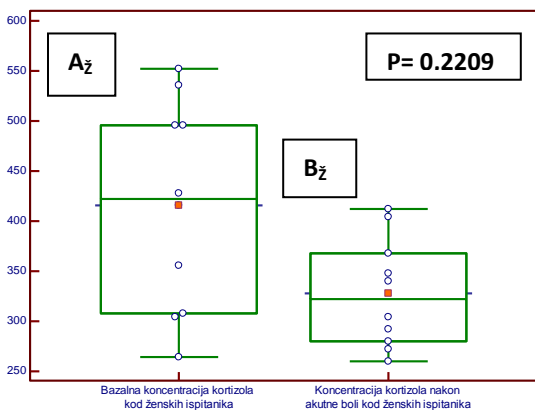 600
550
500
450
400
350
300
250
Až
P= 0.2209
Bž
Bazalna koncentracija kortizola
kod ženskih ispitanika
Koncentracija kortizola nakon
akutne boli kod ženskih ispitanika